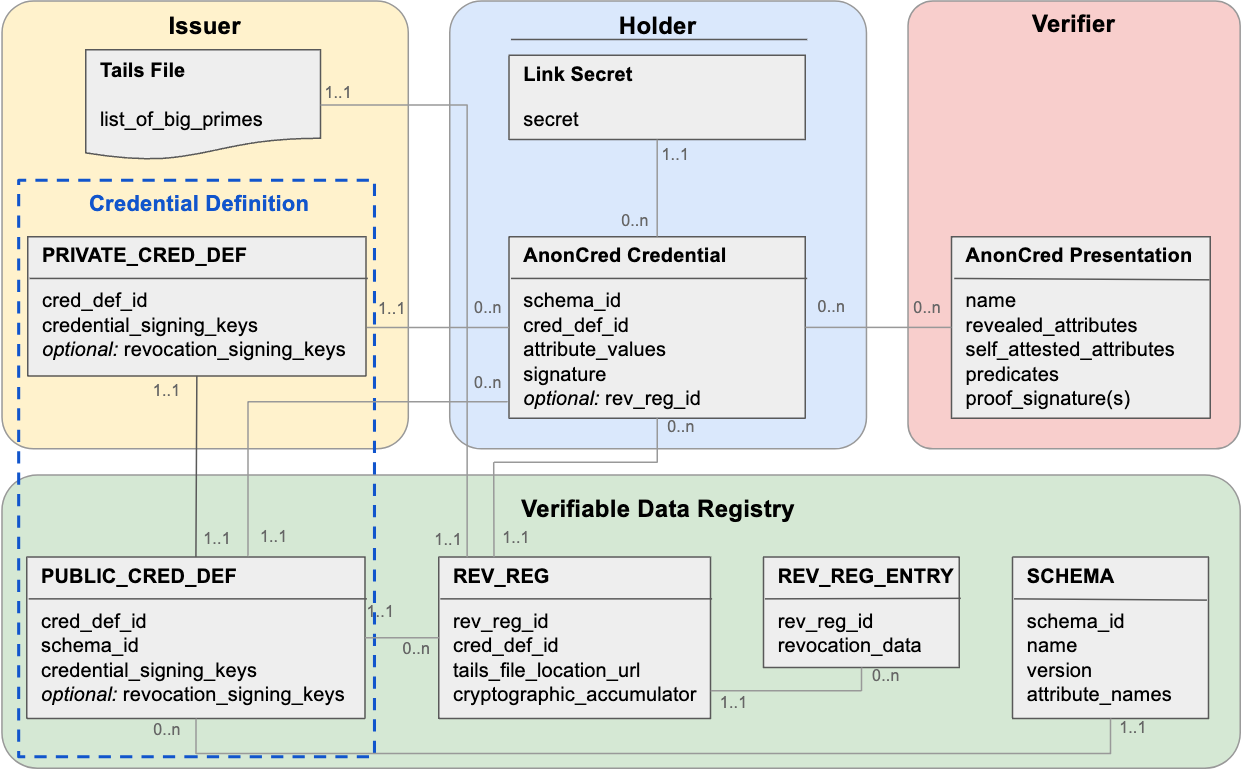 Issuer
Tails File
list_of_big_primes
1..1
Credential Definition
PRIVATE_CRED_DEF
cred_def_id
credential_signing_keys
optional: revocation_signing_keys
1..1
1..1
Holder
Link Secret
secret
1..1
0..n
AnonCred Credential
schema_id
cred_def_id
attribute_values
signature
optional: rev_reg_id
0..n
0..n
0..n
0..n
Verifier
AnonCred Presentation
name
revealed_attributes
self_attested_attributes
predicates
proof_signature(s)
0..n
Verifiable Data Registry
1..1
1..1
1..1
1..1
PUBLIC_CRED_DEF
cred_def_id
schema_id
credential_signing_keys
optional: revocation_signing_keys
1..1
0..n
0..n
REV_REG
rev_reg_id
cred_def_id
tails_file_location_url
cryptographic_accumulator
1..1
REV_REG_ENTRY
rev_reg_id
revocation_data
0..n
SCHEMA
schema_id
name
version
attribute_names
1..1